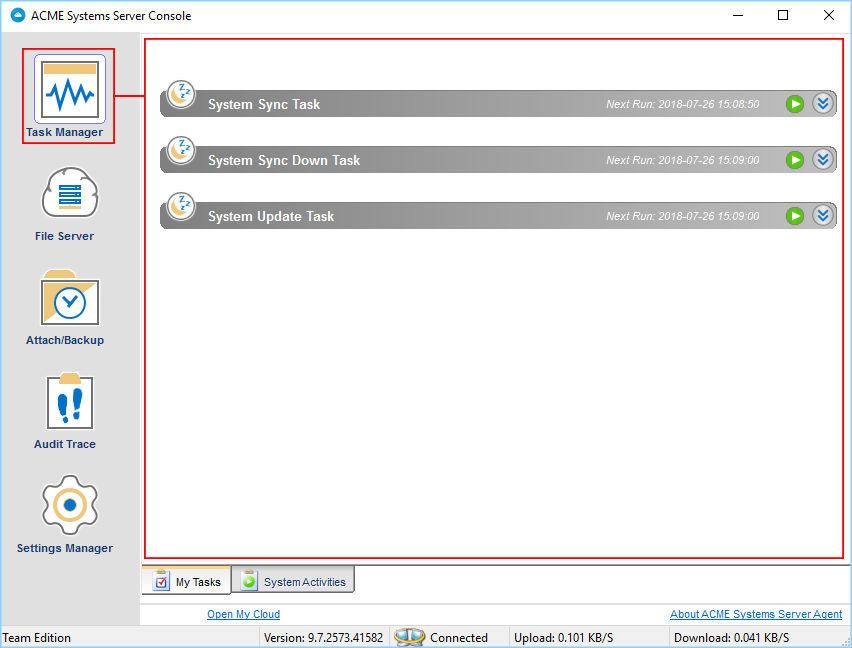 ACME Systems Server Console
Task Manager
File Server
Attach/Backup
Audit Trace
Settings Manager
System Sync Task Next Run: 2018-07-26 15:08:50
System Sync Down Task Next Run: 2018-07-26 15:09:00
System Update Task Next Run: 2018-07-26 15:09:00
My Tasks System Activities
Open My Cloud About ACME Systems Server Agent
Team Edition Version: 9.7.2573.41582 Connected Upload: 0.101 KB/S Download: 0.041 KB/S